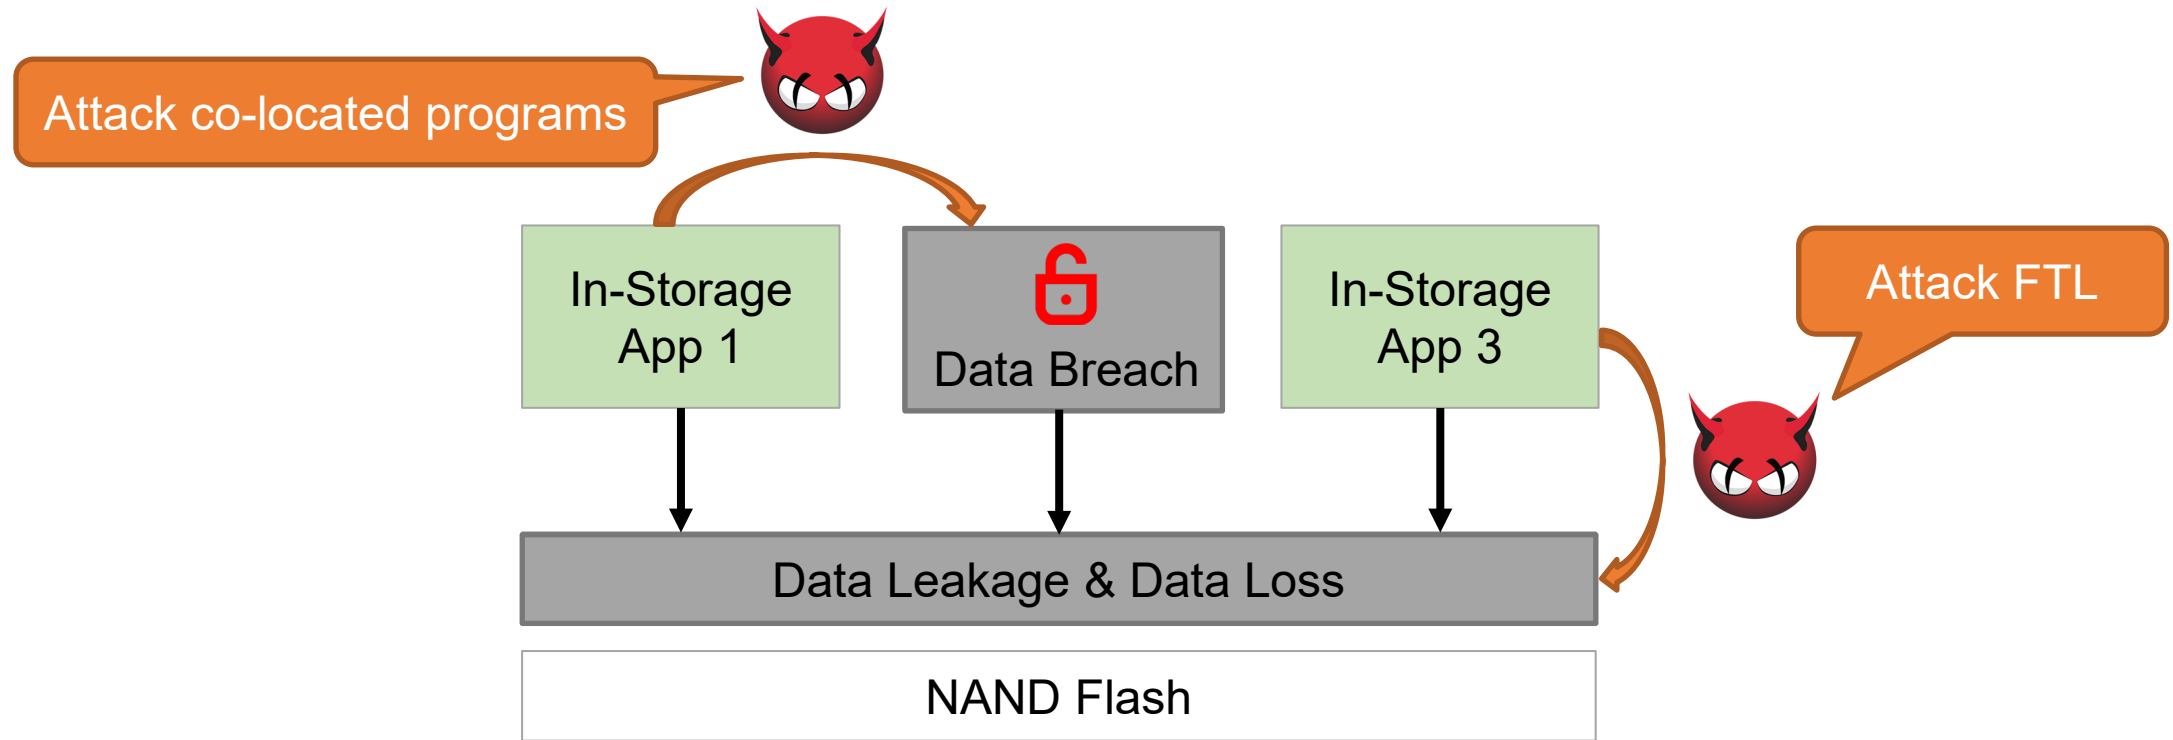 Attack co-located programs
In-Storage
App 1
Data Breach
In-Storage
App 3
Attack FTL
Data Leakage & Data Loss
NAND Flash